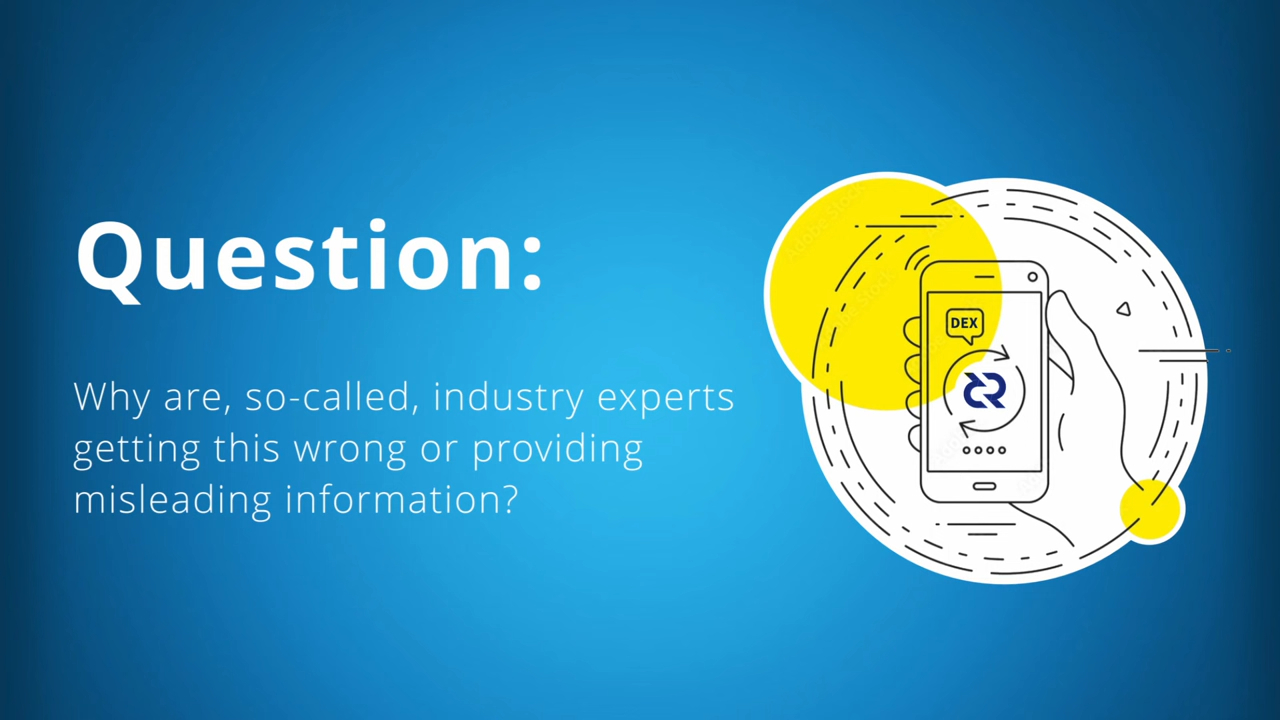 Question:
Why are, so-called, industry experts
getting this wrong or providing
misleading information?
DEX